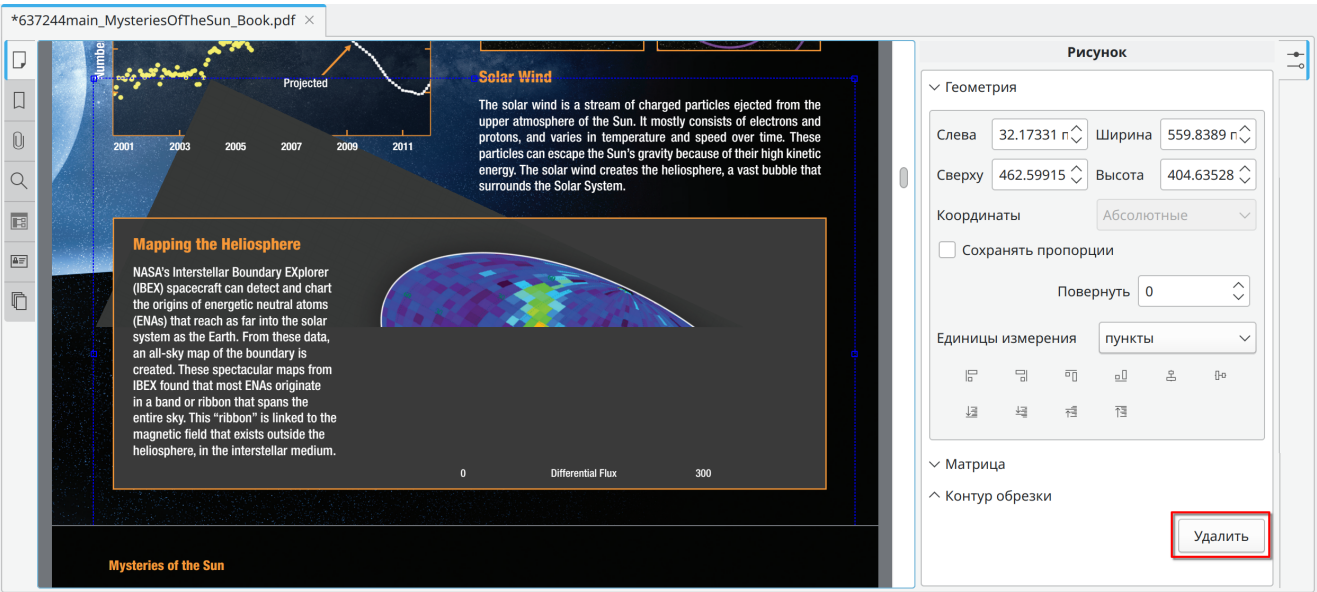 *637244main_MysteriesOfTheSun_Book.pdf
Numbe
Projected
2001 2003 2005 2007 2009 2011
Solar Wind
The solar wind is a stream of charged particles ejected from the
upper atmosphere of the Sun. It mostly consists of electrons and
protons, and varies in temperature and speed over time. These
particles can escape the Sun's gravity because of their high kinetic
energy. The solar wind creates the heliosphere, a vast bubble that
surrounds the Solar System.
Mapping the Heliosphere
NASA's Interstellar Boundary EXplorer
(IBEX) spacecraft can detect and chart
the origins of energetic neutral atoms
(ENAs) that reach as far into the solar
system as the Earth. From these data,
an all-sky map of the boundary is
created. These spectacular maps from
IBEX found that most ENAs originate
in a band or ribbon that spans the
entire sky. This “ribbon” is linked to the
magnetic field that exists outside the
heliosphere, in the interstellar medium.
0 Differential Flux 300
Mysteries of the Sun
Рисунок
Геометрия
Слева 32.17331 п Ширина 559.8389 п
Сверху 462.59915 Высота 404.63528
Координаты Абсолютные
Сохранять пропорции
Повернуть 0
Единицы измерения пункты
Матрица
Контур обрезки
Удалить